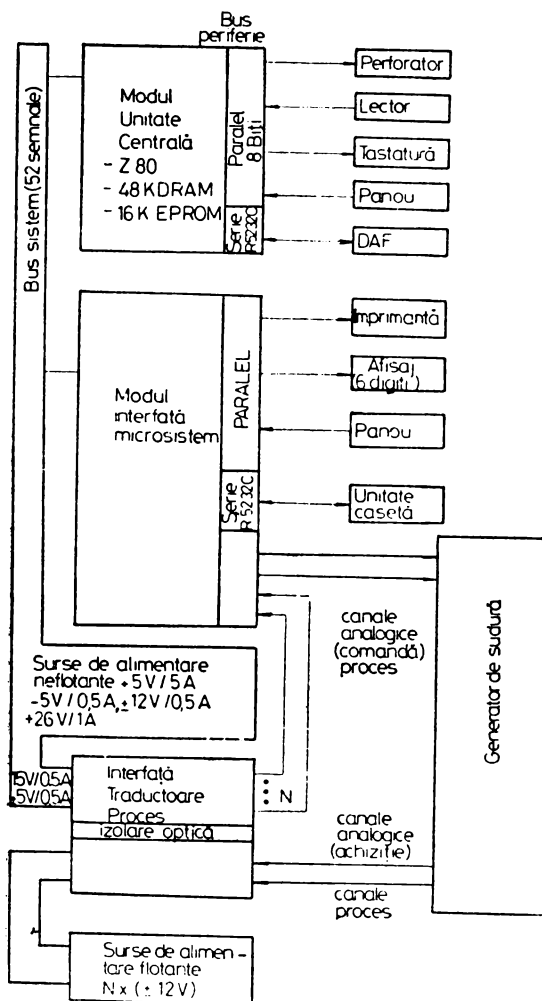 Bus
periferie
Bus sistem (52 semnale)
Modul
Unitate
Centrală
- Z 80
- 48 KDRAM
- 16K EPROM
Paralel
8 Biți
Serie
RS232C
Perforator
Lector
Tastatură
Panou
DAF
Modul
interfață
microsistem
PARALEL
Serie
RS232C
Imprimantă
Afisaj
(6 digiti)
Panou
Unitate
casetă
canale
analogice
(comandă)
proces
Generator de sudură
Surse de alimentare
neflotante +5V/5A
-5V/0,5A, ±12V/0,5A
+26V/1A
15V/0.5A
±5V/0.5A
Interfață
Traductoare
Proces
izolare optică
N
canale
analogice
(achiziție)
canale
proces
Surse de alimen-
tare flotante
N x (± 12V)